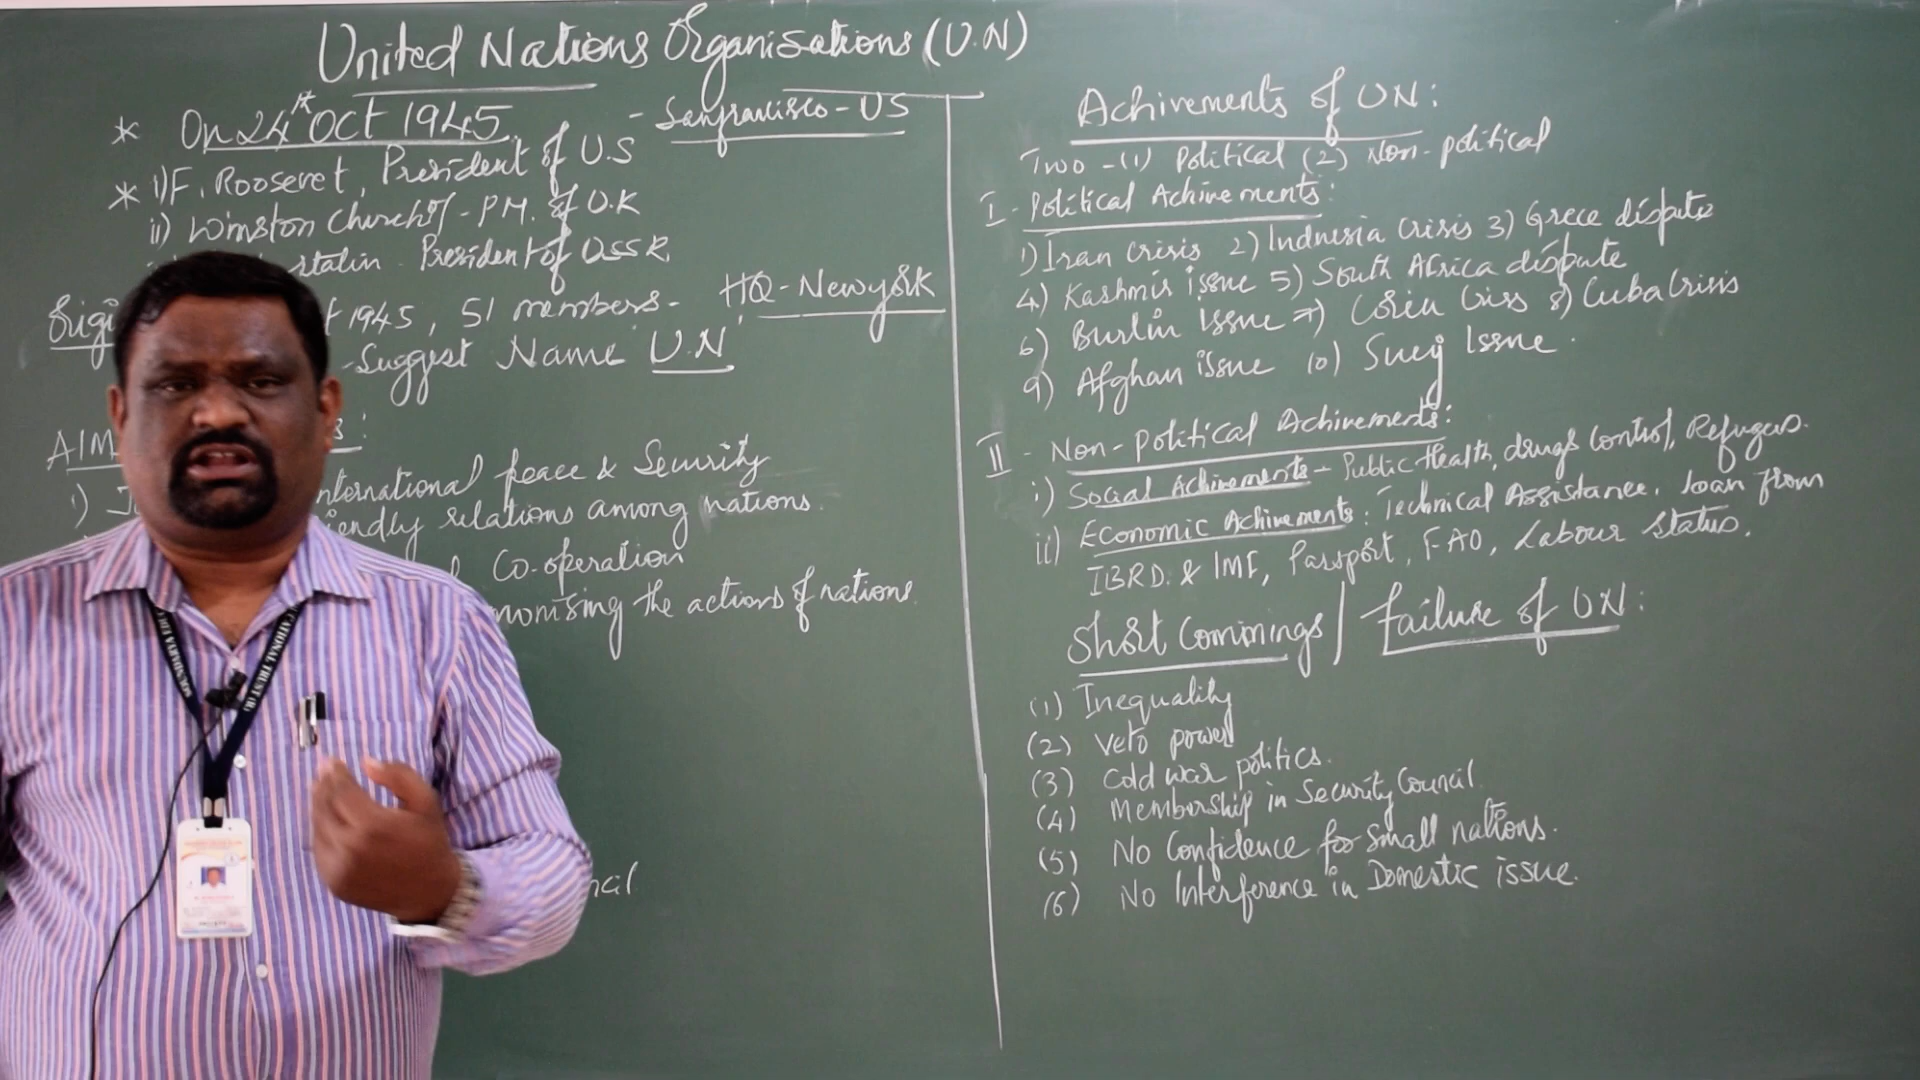 United Nations Organisations (U.N)
* On 24th Oct 1945 - Sanfrancisco - US
* i) F. Roosevet, President of U.S
ii) Winston Churchil - P.M. of U.K
stalin - President of USSR
Origi t 1945, 51 members - HQ - Newyork
- Suggest Name U.N
AIM s:
1) nternational peace & Security
iendly relations among nations.
l Co-operation
monising the actions of nations.
ncil
Achivements of UN:
Two - (1) Political (2) Non-political
I - Political Achivements:
1) Iran Crisis 2) Indnesia Crisis 3) Grece dispute
4) Kashmir issue 5) South Africa dispute
6) Burlin issue 7) Corea Criss 8) Cuba Crisis
9) Afghan issue 10) Suez Issue.
II - Non-Political Achivements:
i) Social Achivements - Public Health, drugs Control, Refugees.
ii) Economic Achivements: Technical Assistance, loan from
IBRD & IMF, Passport, FAO, Labour Status.
Short Commings / Failure of UN:
(1) Inequality
(2) Veto power
(3) Cold war politics.
(4) Membership in Security Council
(5) No Confidence for small nations.
(6) No Interference in Domestic issue.